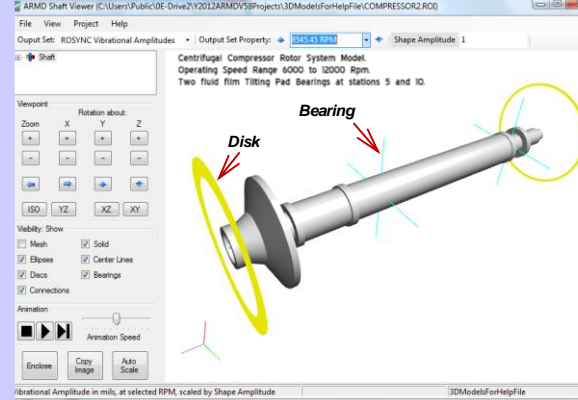 ARMD Shaft Viewer (C:\Users\Public\0E-Drive2\Y2012ARMDV58Projects\3DModelsForHelpFile\COMPRESSOR2.ROI)
File View Project Help
Ouput Set: ROSYNC Vibrational Amplitudes Output Set Property: 8545.45 RPM Shape Amplitude 1
Shaft
Centrifugal Compressor Rotor System Model.
Operating Speed Range 6000 to 12000 Rpm.
Two fluid film Tilting Pad Bearings at stations 5 and 10.
Bearing
Disk
Viewpoint
Rotation about:
Zoom X Y Z
+ + + +
- - - -
ISO YZ XZ XY
Visibility: Show
Mesh Solid
Ellipses Center Lines
Discs Bearings
Connections
Animation
Animation Speed
Enclose Copy Image Auto Scale
Vibrational Amplitude in mils, at selected RPM, scaled by Shape Amplitude 3DModelsForHelpFile